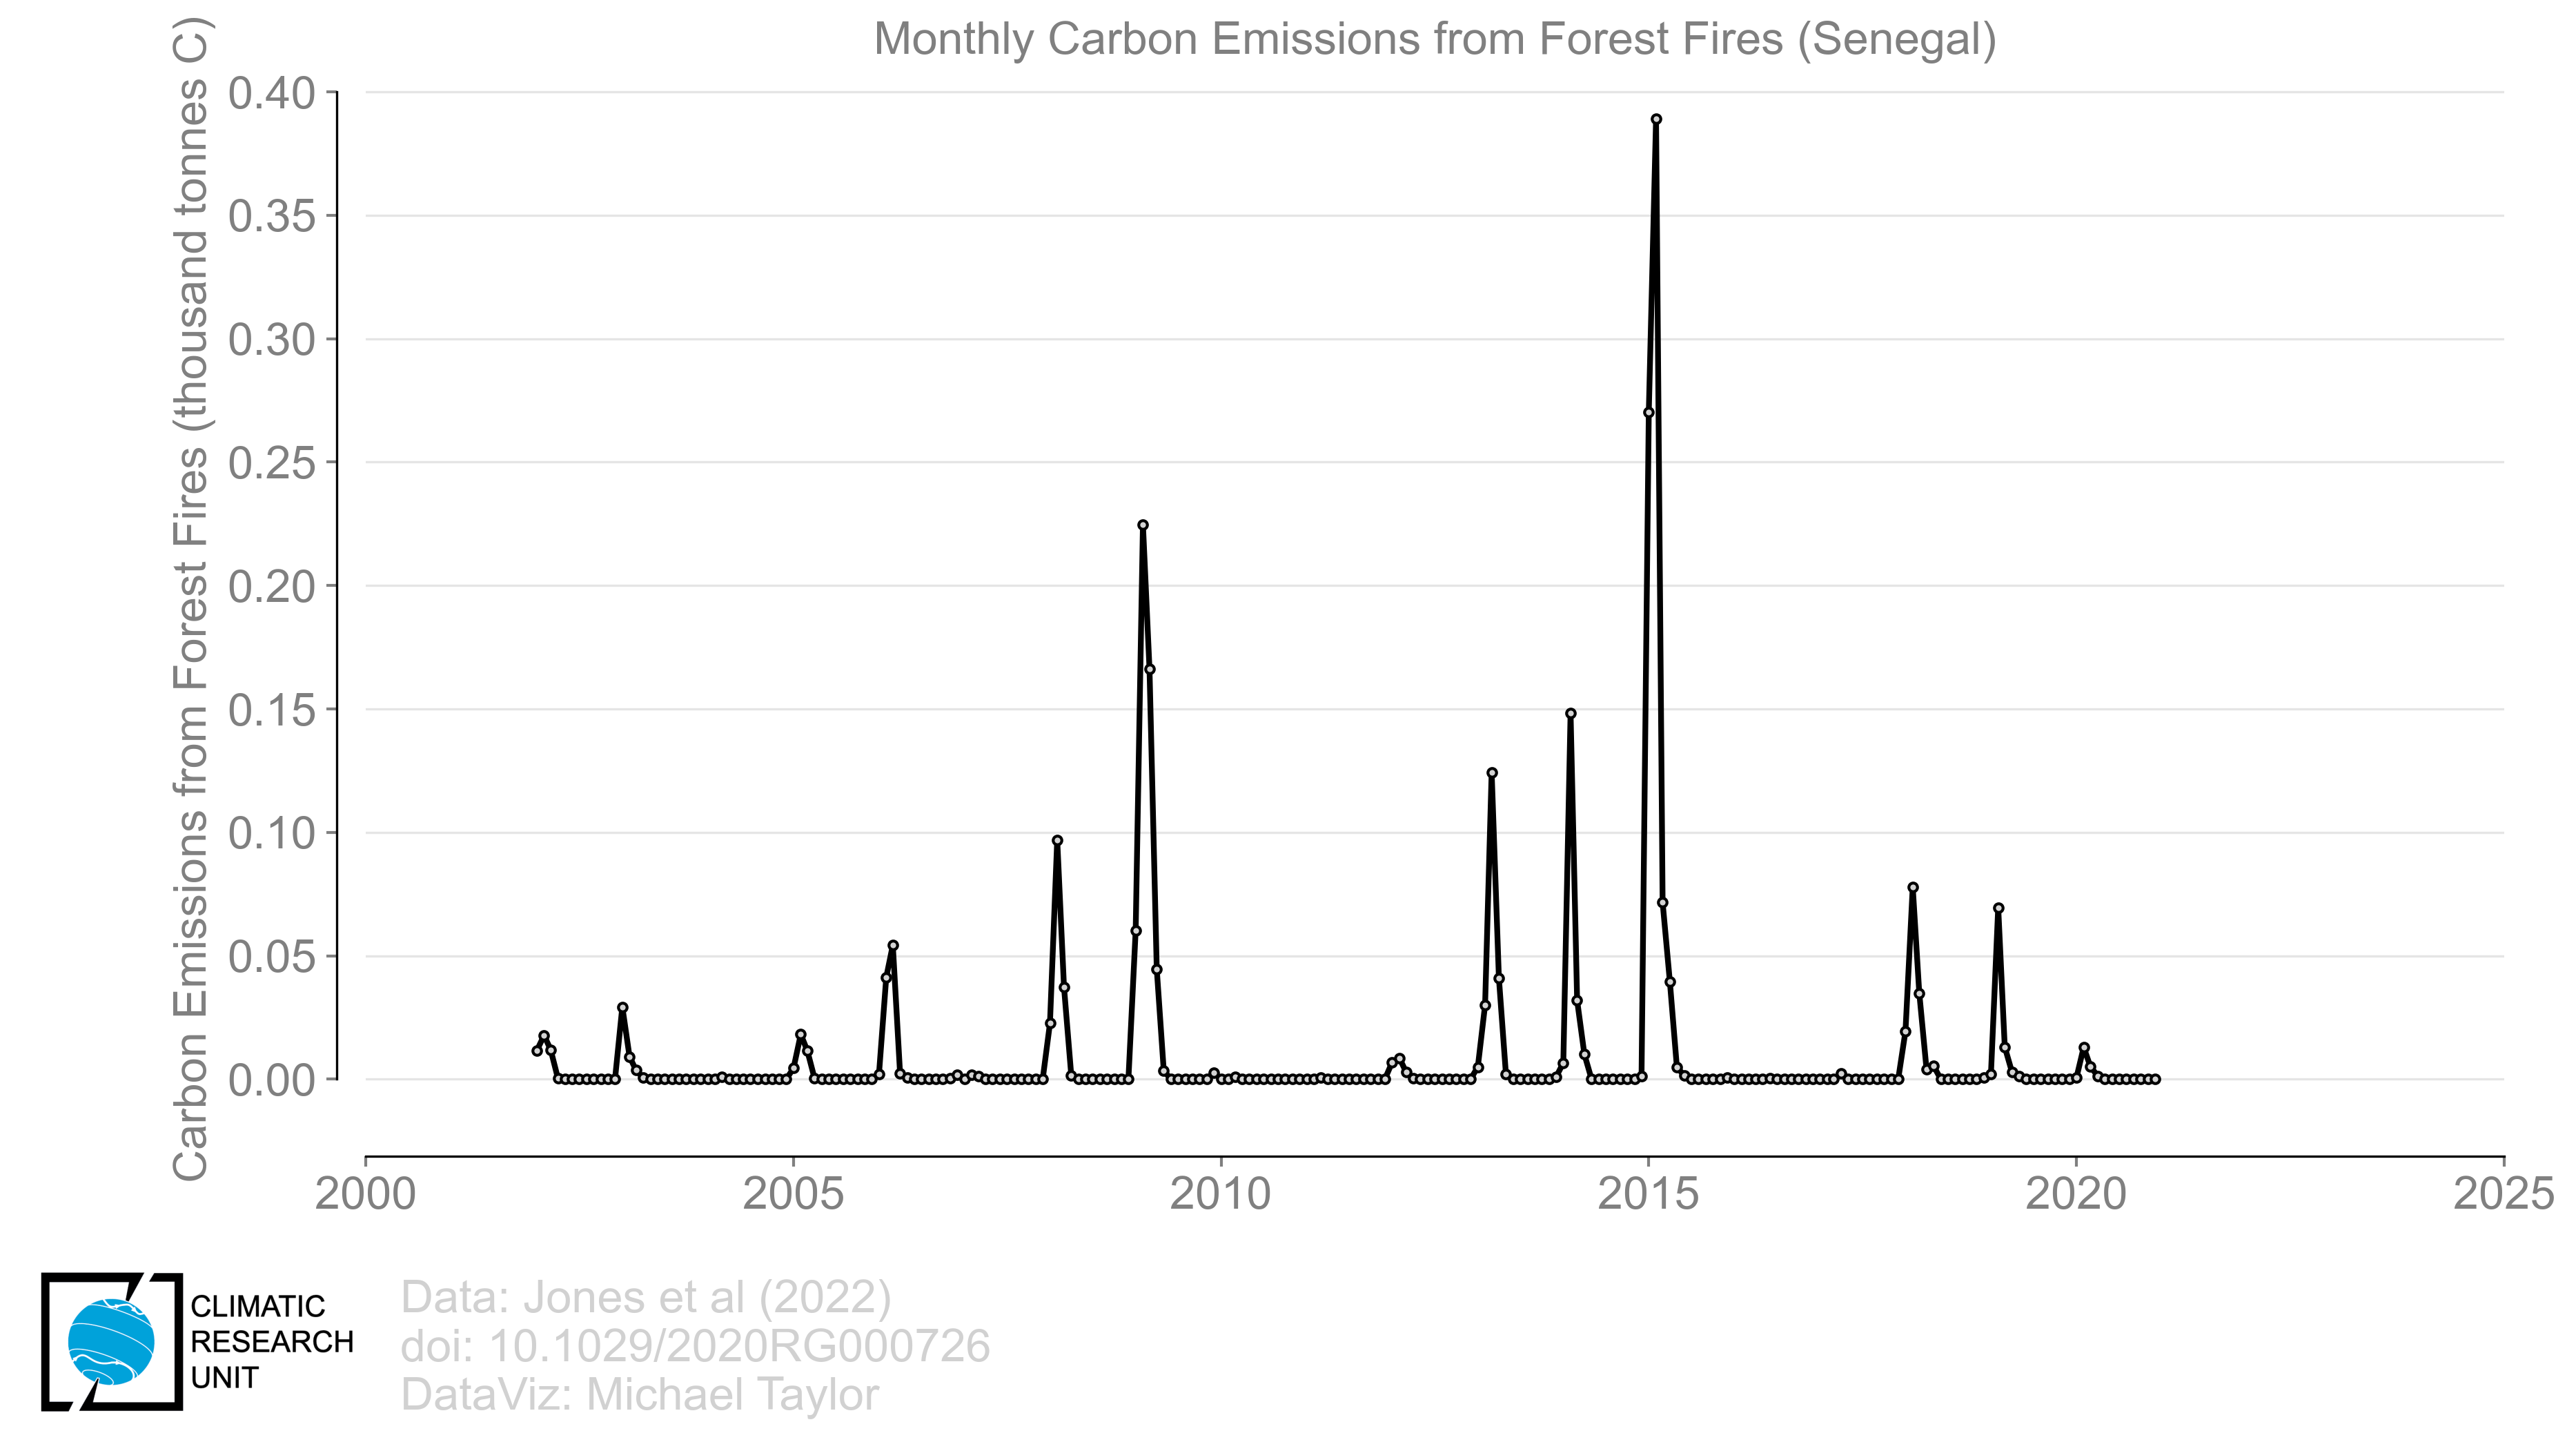 Monthly Carbon Emissions from Forest Fires (Senegal)
Carbon Emissions from Forest Fires (thousand tonnes C)
0.40
0.35
0.30
0.25
0.20
0.15
0.10
0.05
0.00
2000
2005
2010
2015
2020
2025
CLIMATIC
RESEARCH
UNIT
Data: Jones et al (2022)
doi: 10.1029/2020RG000726
DataViz: Michael Taylor